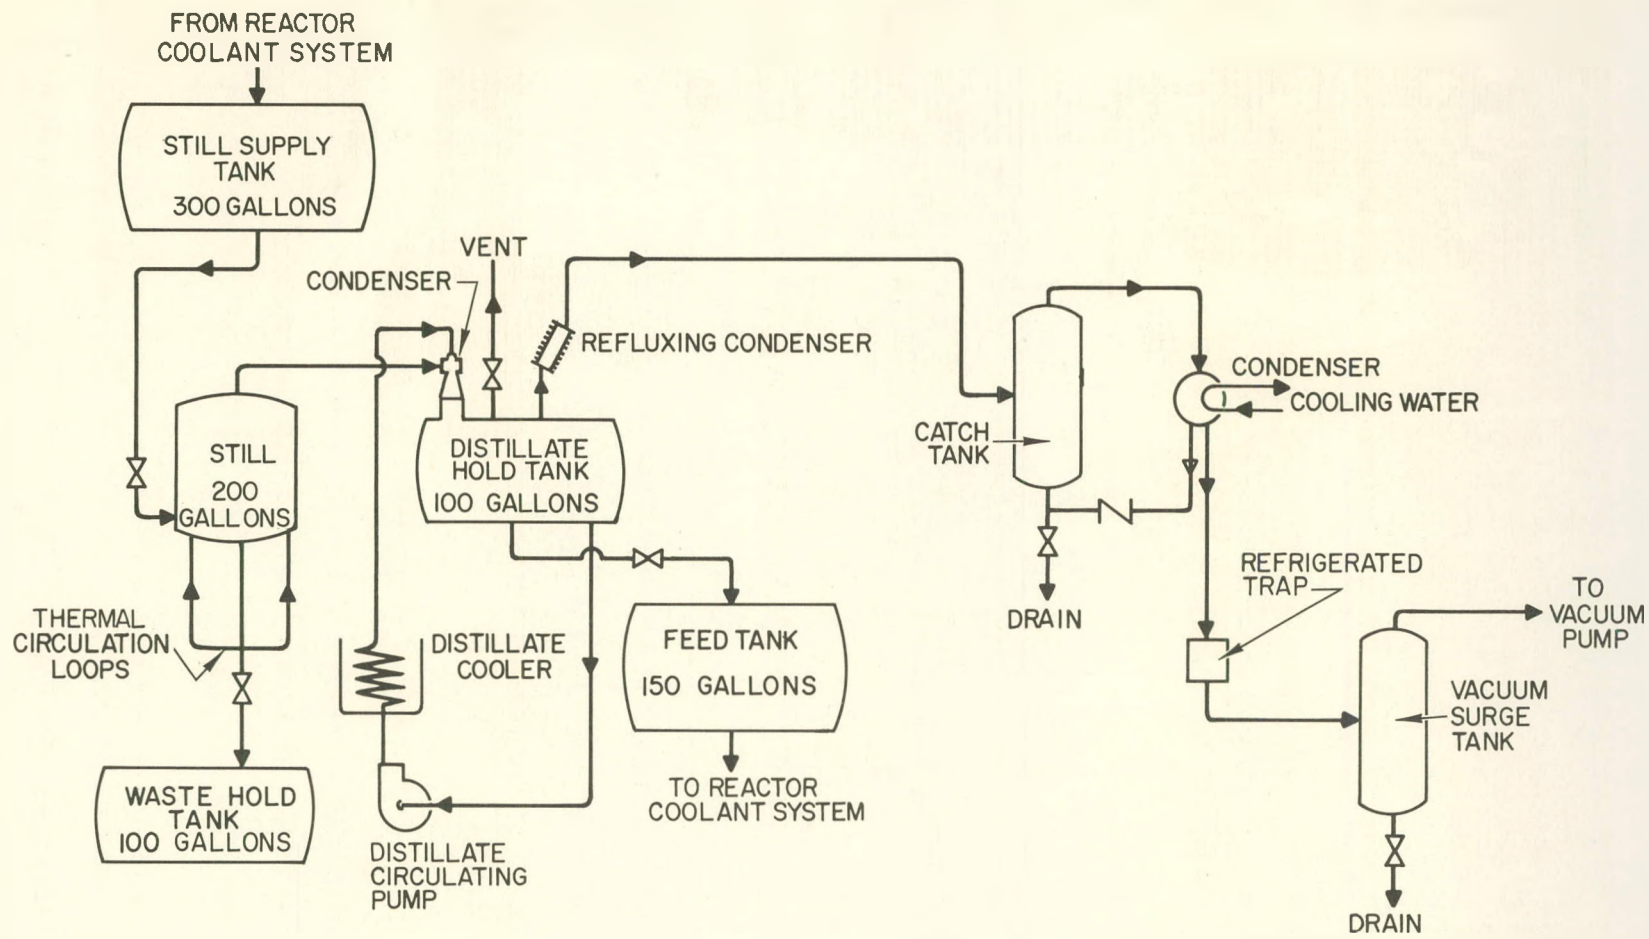 FROM REACTOR
COOLANT SYSTEM
STILL SUPPLY
TANK
300 GALLONS
VENT
CONDENSER
REFLUXING CONDENSER
CONDENSER
COOLING WATER
STILL
200
GALLONS
DISTILLATE
HOLD TANK
100 GALLONS
CATCH
TANK
REFRIGERATED
TRAP
DRAIN
TO
VACUUM
PUMP
THERMAL
CIRCULATION
LOOPS
DISTILLATE
COOLER
FEED TANK
150 GALLONS
VACUUM
SURGE
TANK
TO REACTOR
COOLANT SYSTEM
WASTE HOLD
TANK
100 GALLONS
DISTILLATE
CIRCULATING
PUMP
DRAIN